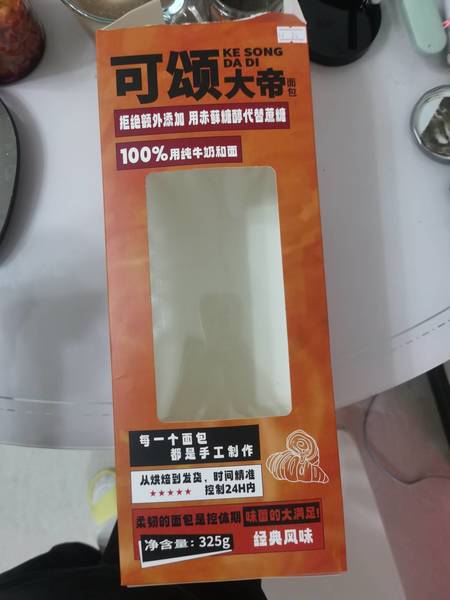 可颂
KE SONG
DA DI
大帝
面包
拒绝额外添加 用赤藓糖醇代替蔗糖
100%用纯牛奶和面
每一个面包
都是手工制作
从烘焙到发货,时间精准
★★★★★ 控制24H内
柔韧的面包是控体期 味蕾的大满足!
净含量:325g
经典风味